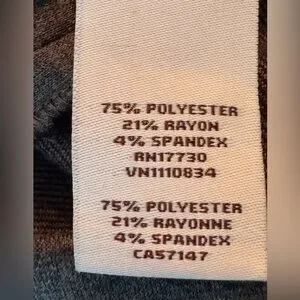 75% POLYESTER
21% RAYON
4% SPANDEX
RN17730
VN1110834
75% POLYESTER
21% RAYONNE
4% SPANDEX
CA57147